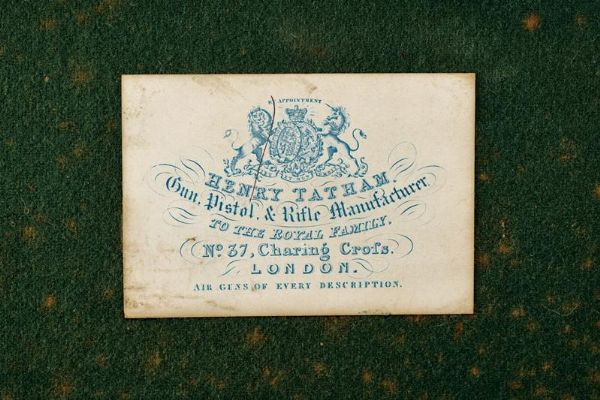 BY APPOINTMENT
HENRY TATHAM.
Gun, Pistol, & Rifle Manufacturer,
TO THE ROYAL FAMILY.
No. 37, Charing Croſs.
LONDON.
AIR GUNS OF EVERY DESCRIPTION.